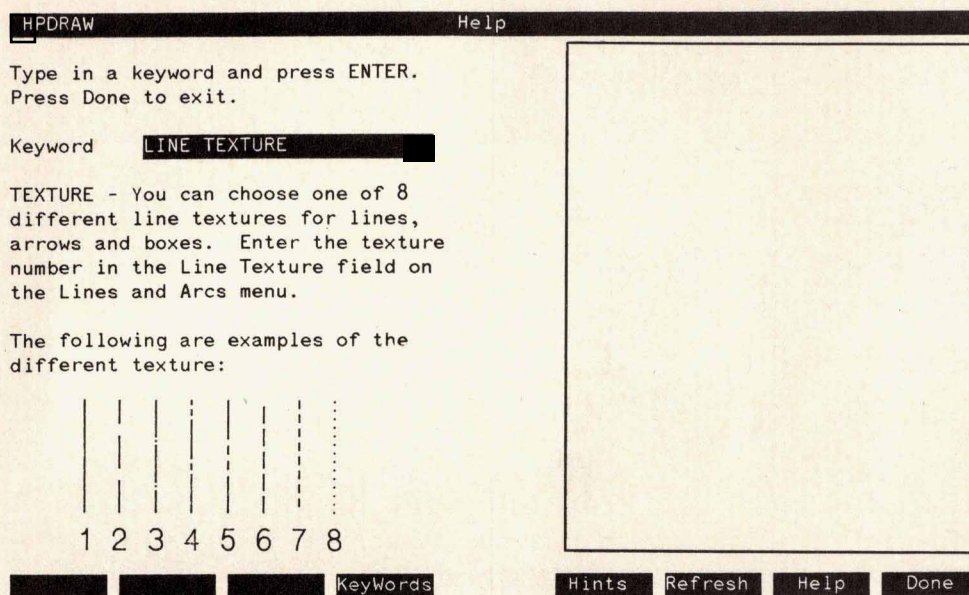 HPDRAW Help
Type in a keyword and press ENTER.
Press Done to exit.
Keyword LINE TEXTURE
TEXTURE - You can choose one of 8
different line textures for lines,
arrows and boxes. Enter the texture
number in the Line Texture field on
the Lines and Arcs menu.
The following are examples of the
different texture:
1 2 3 4 5 6 7 8
KeyWords Hints Refresh Help Done